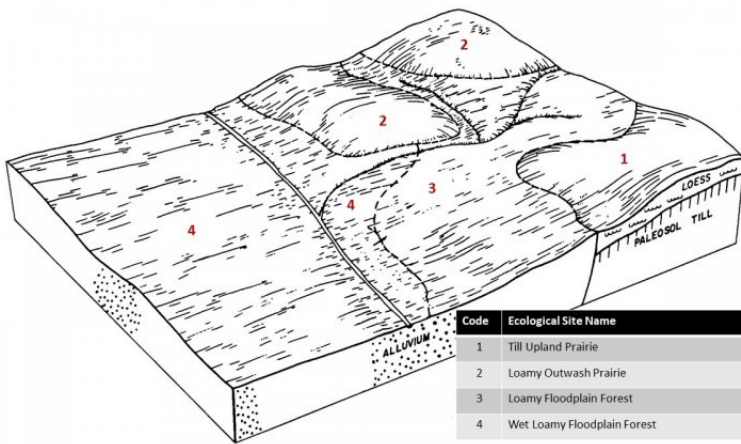 2
2
1
3
4
4
LOESS
PALEOSOL TILL
ALLUVIUM
Code Ecological Site Name
1 Till Upland Prairie
2 Loamy Outwash Prairie
3 Loamy Floodplain Forest
4 Wet Loamy Floodplain Forest